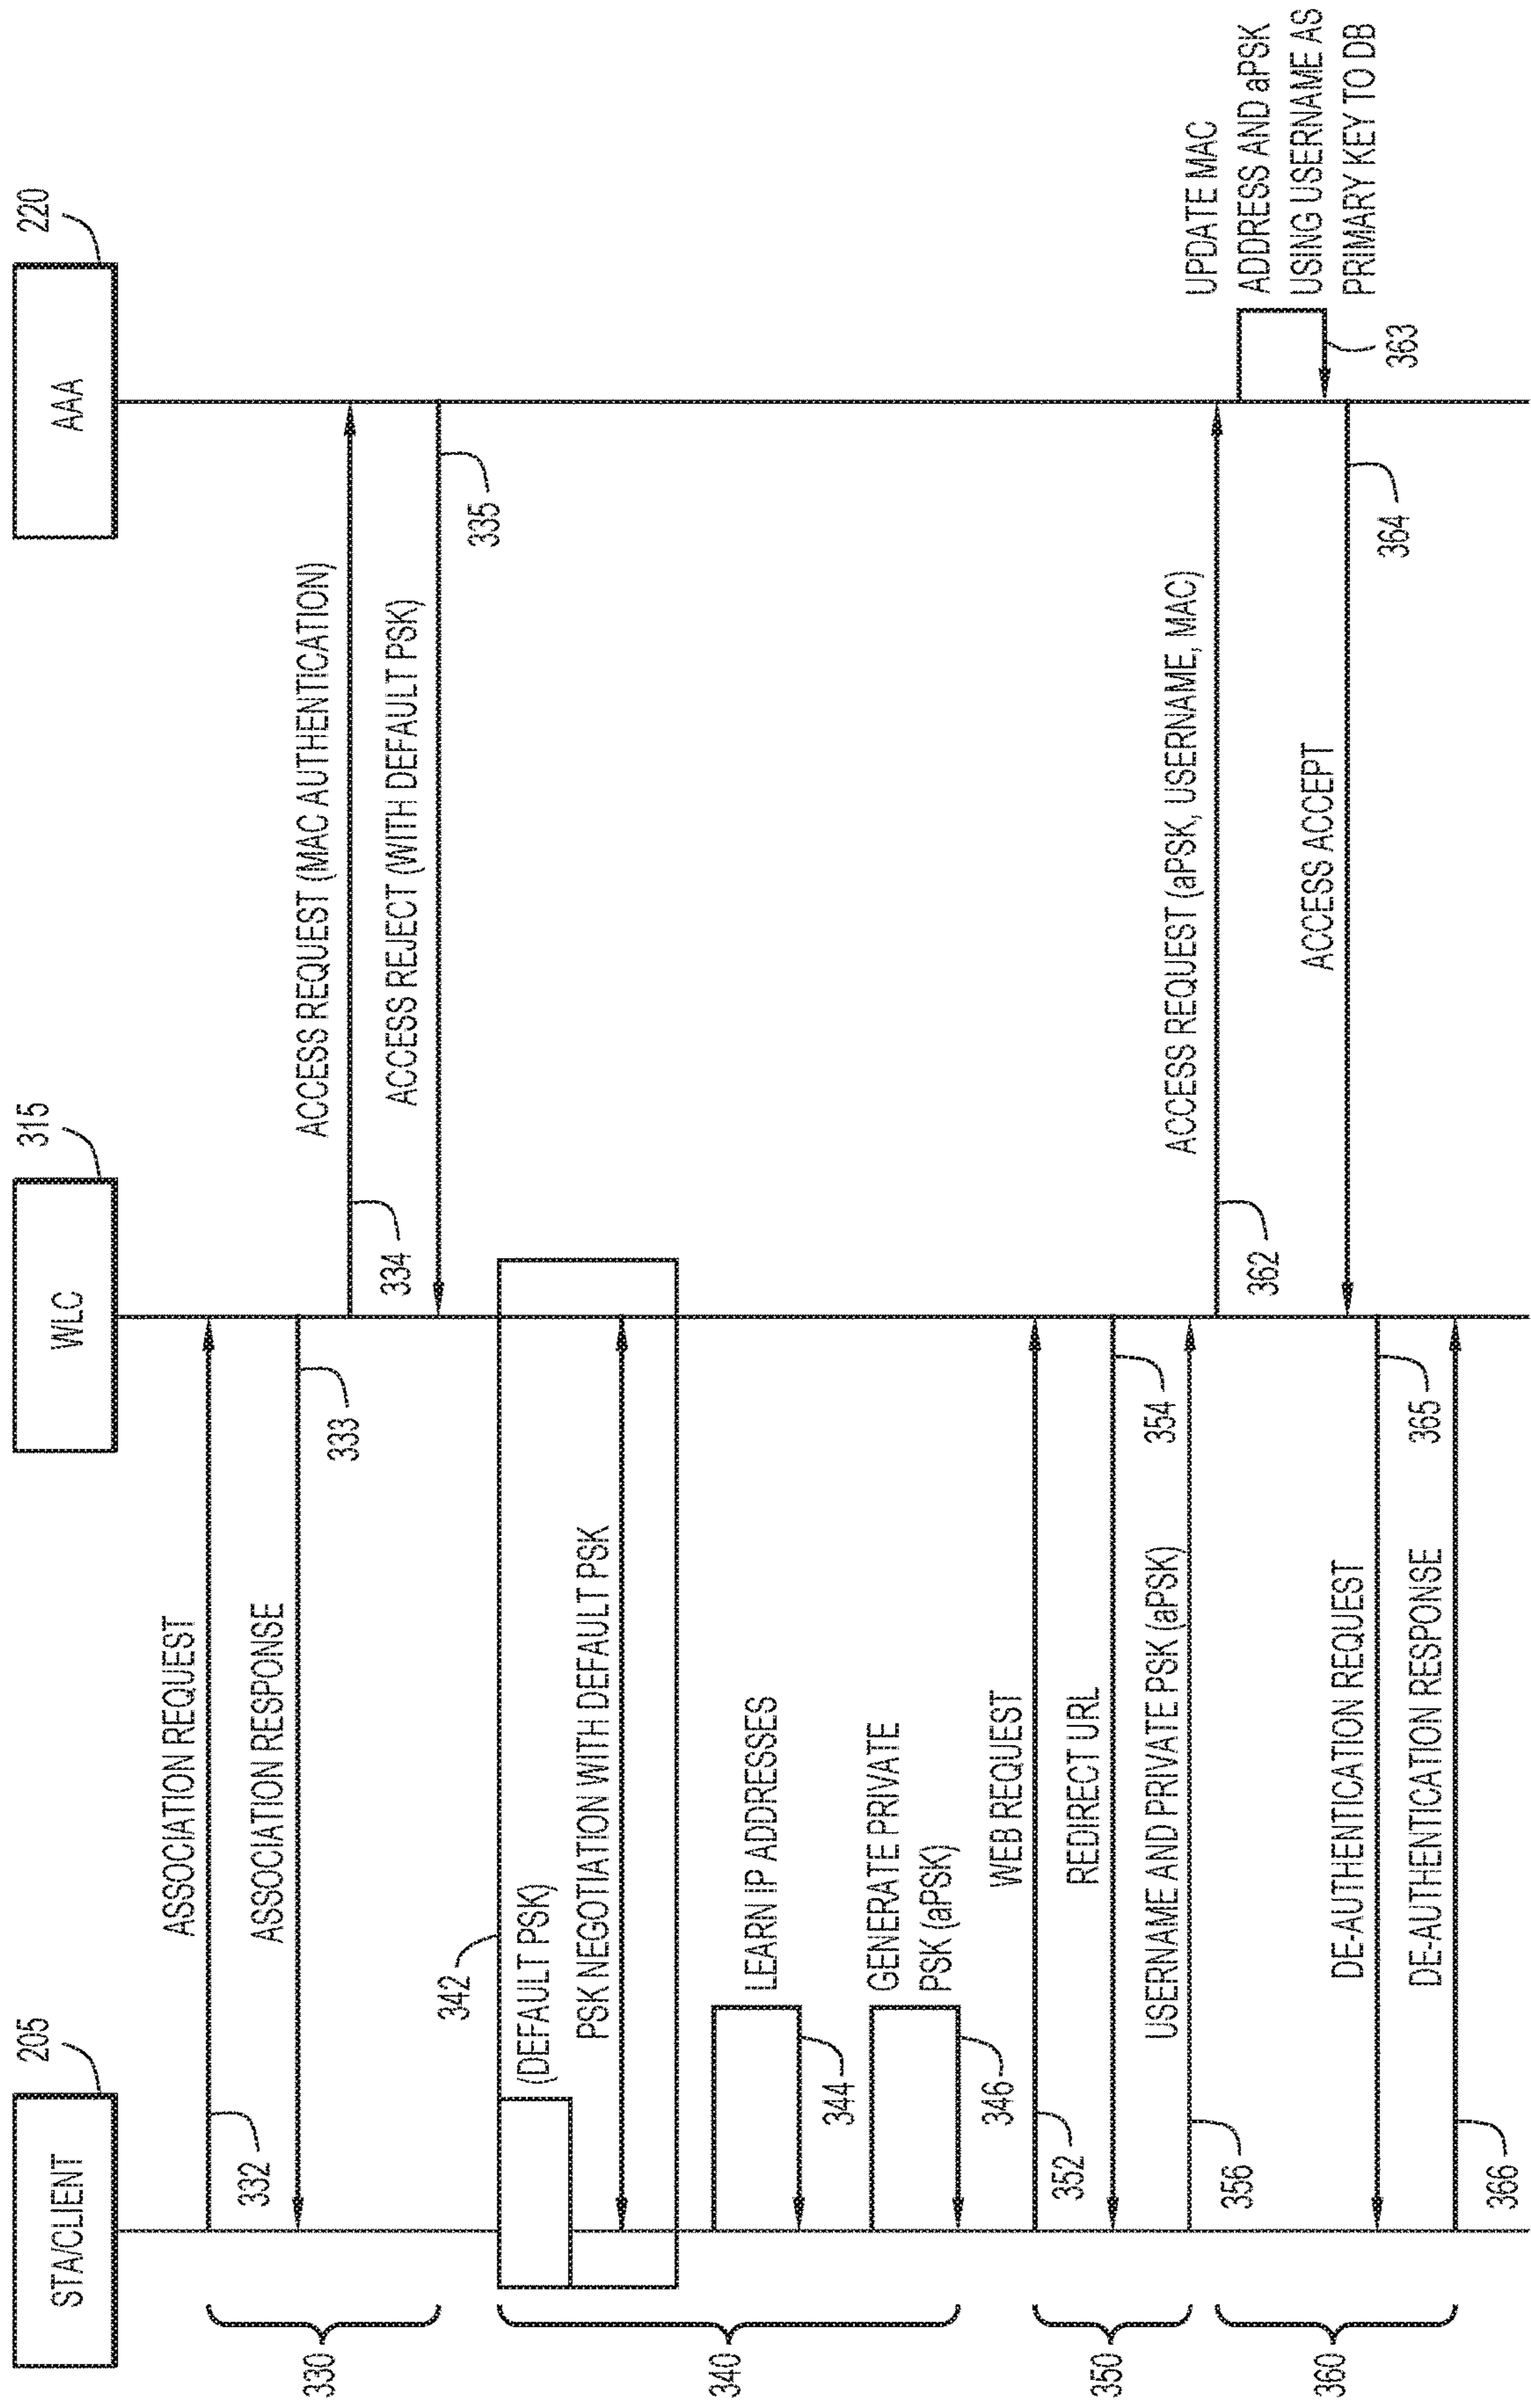 STA/CLIENT
205
WLC
315
AAA
220
330
ASSOCIATION REQUEST
332
ASSOCIATION RESPONSE
333
ACCESS REQUEST (MAC AUTHENTICATION)
334
ACCESS REJECT (WITH DEFAULT PSK)
335
340
342
(DEFAULT PSK)
PSK NEGOTIATION WITH DEFAULT PSK
LEARN IP ADDRESSES
344
GENERATE PRIVATE
PSK (aPSK)
346
350
WEB REQUEST
352
REDIRECT URL
354
USERNAME AND PRIVATE PSK (aPSK)
356
360
ACCESS REQUEST (aPSK, USERNAME, MAC)
362
UPDATE MAC
ADDRESS AND aPSK
USING USERNAME AS
PRIMARY KEY TO DB
363
ACCESS ACCEPT
364
DE-AUTHENTICATION REQUEST
365
DE-AUTHENTICATION RESPONSE
366